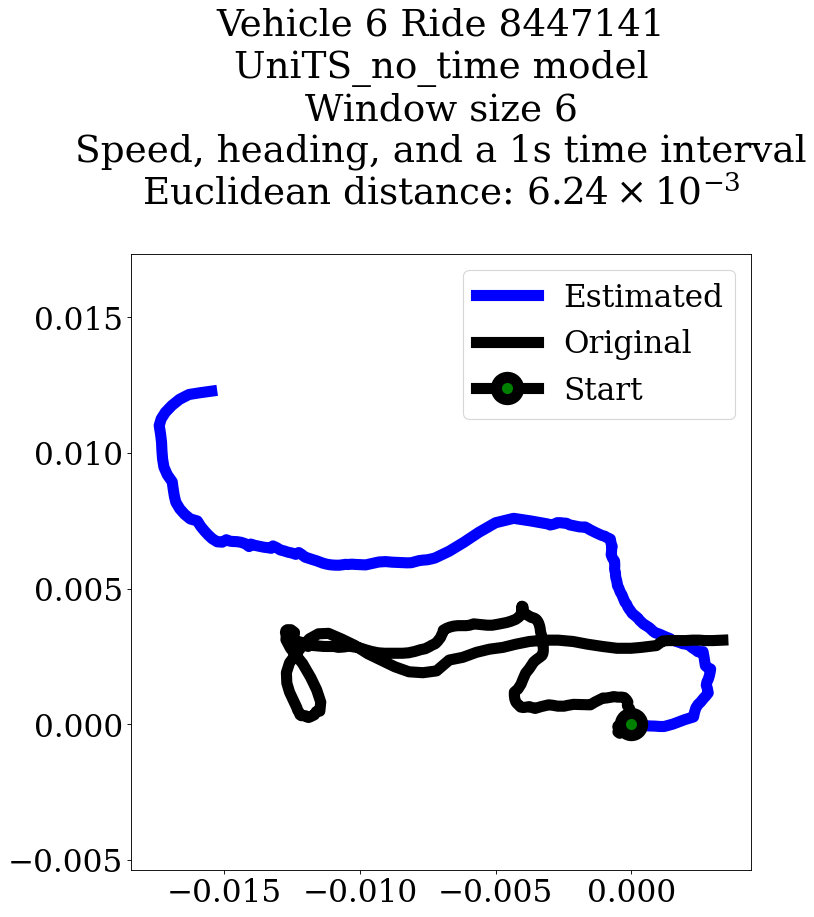 Vehicle 6 Ride 8447141
UniTS_no_time model
Window size 6
Speed, heading, and a 1s time interval
Euclidean distance: 6.24 × 10⁻³
Estimated
Original
Start
0.015
0.010
0.005
0.000
−0.005
−0.015 −0.010 −0.005 0.000